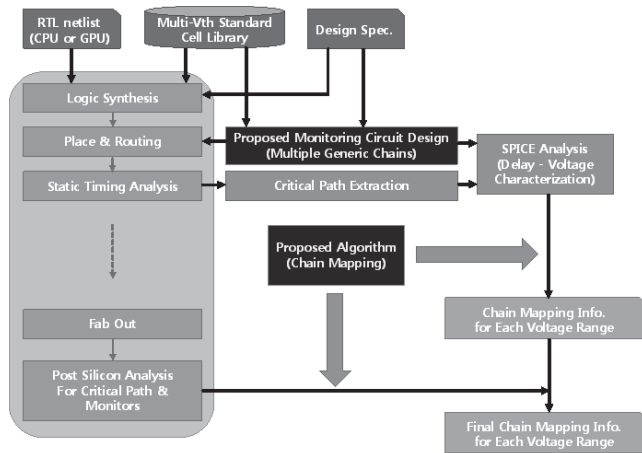 RTL netlist
(CPU or GPU)
Multi-Vth Standard
Cell Library
Design Spec.
Logic Synthesis
Place & Routing
Proposed Monitoring Circuit Design
(Multiple Generic Chains)
SPICE Analysis
(Delay - Voltage
Characterization)
Static Timing Analysis
Critical Path Extraction
Proposed Algorithm
(Chain Mapping)
Fab Out
Chain Mapping Info.
for Each Voltage Range
Post Silicon Analysis
For Critical Path &
Monitors
Final Chain Mapping Info.
for Each Voltage Range